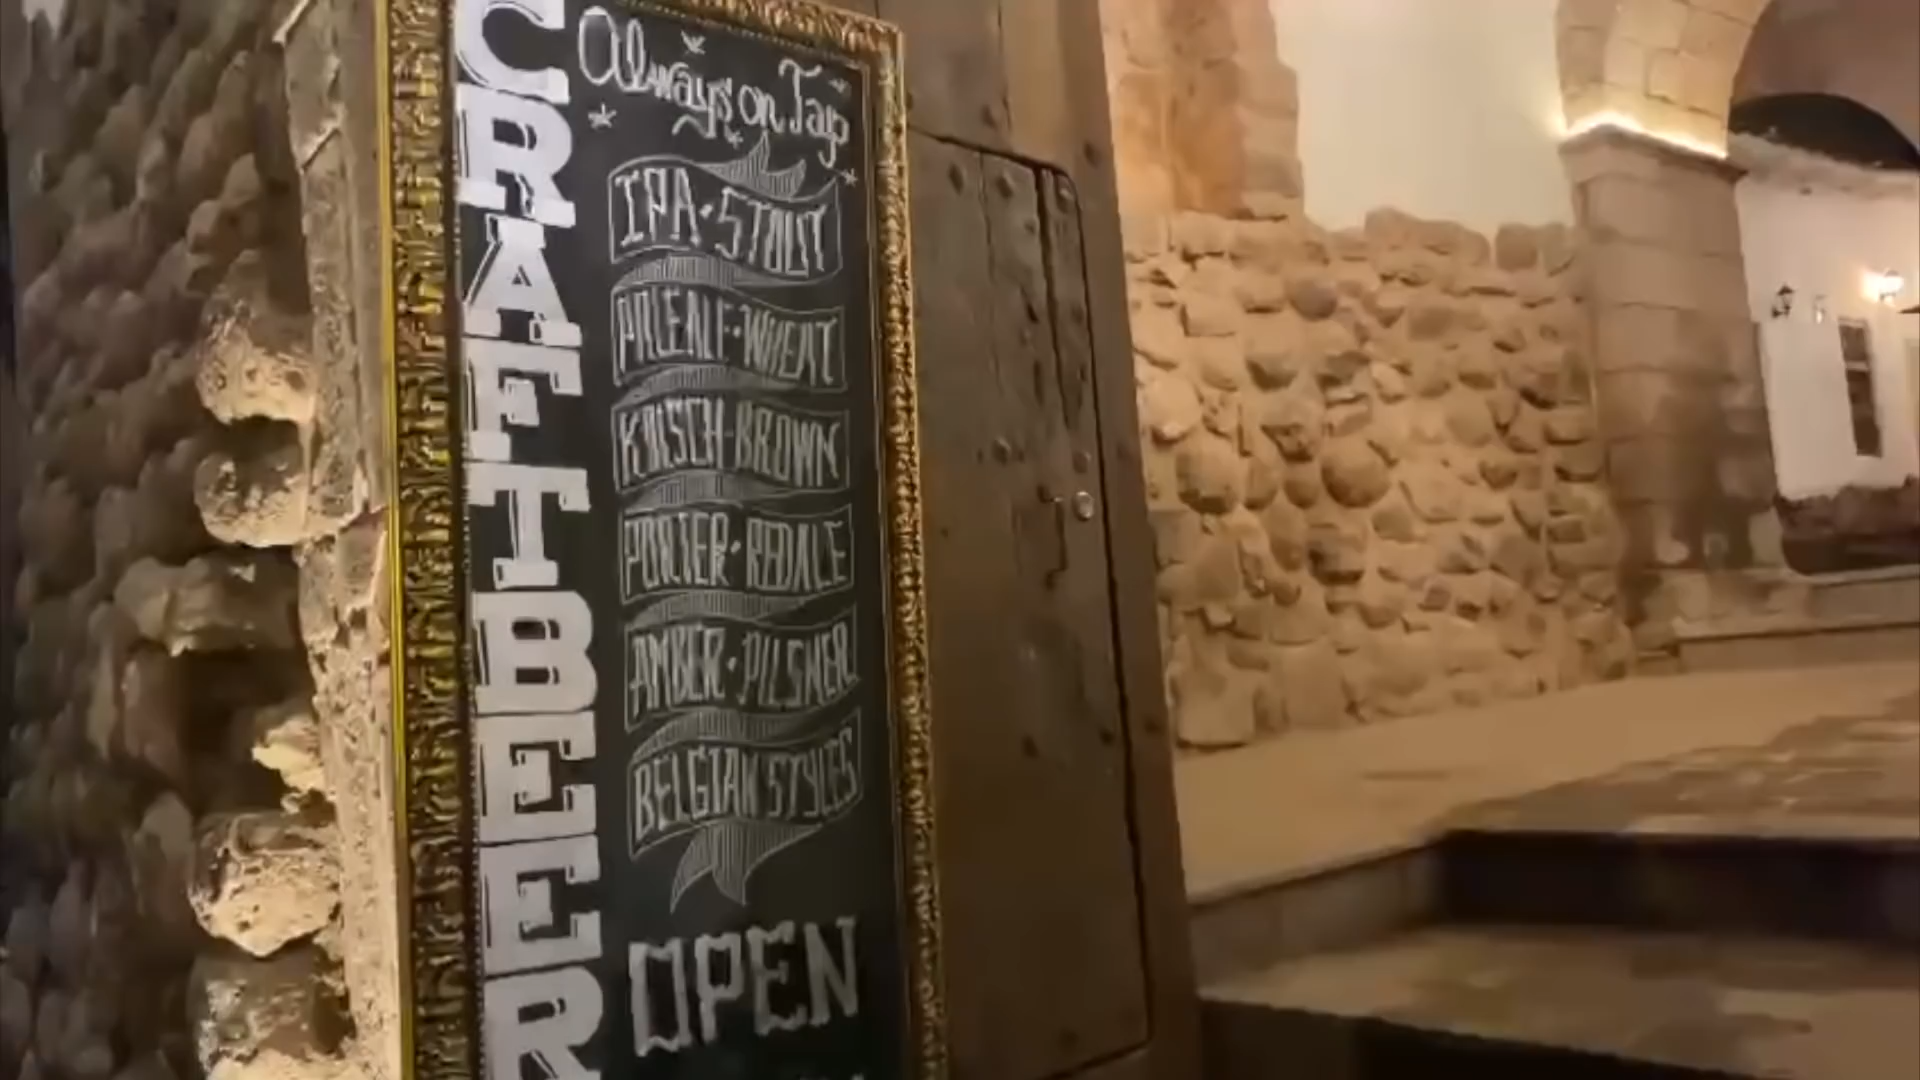 CRAFT BEER
Always on Tap
IPA · STOUT
PALE ALE · WHEAT
KOLSCH · BROWN
PORTER · RED ALE
AMBER · PILSNER
BELGIAN STYLES
OPEN